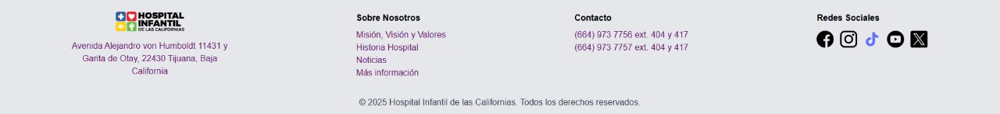 HOSPITAL
INFANTIL
DE LAS CALIFORNIAS
Avenida Alejandro von Humboldt 11431 y
Garita de Otay, 22430 Tijuana, Baja
California
Sobre Nosotros
Misión, Visión y Valores
Historia Hospital
Noticias
Más información
Contacto
(664) 973 7756 ext. 404 y 417
(664) 973 7757 ext. 404 y 417
Redes Sociales
© 2025 Hospital Infantil de las Californias. Todos los derechos reservados.